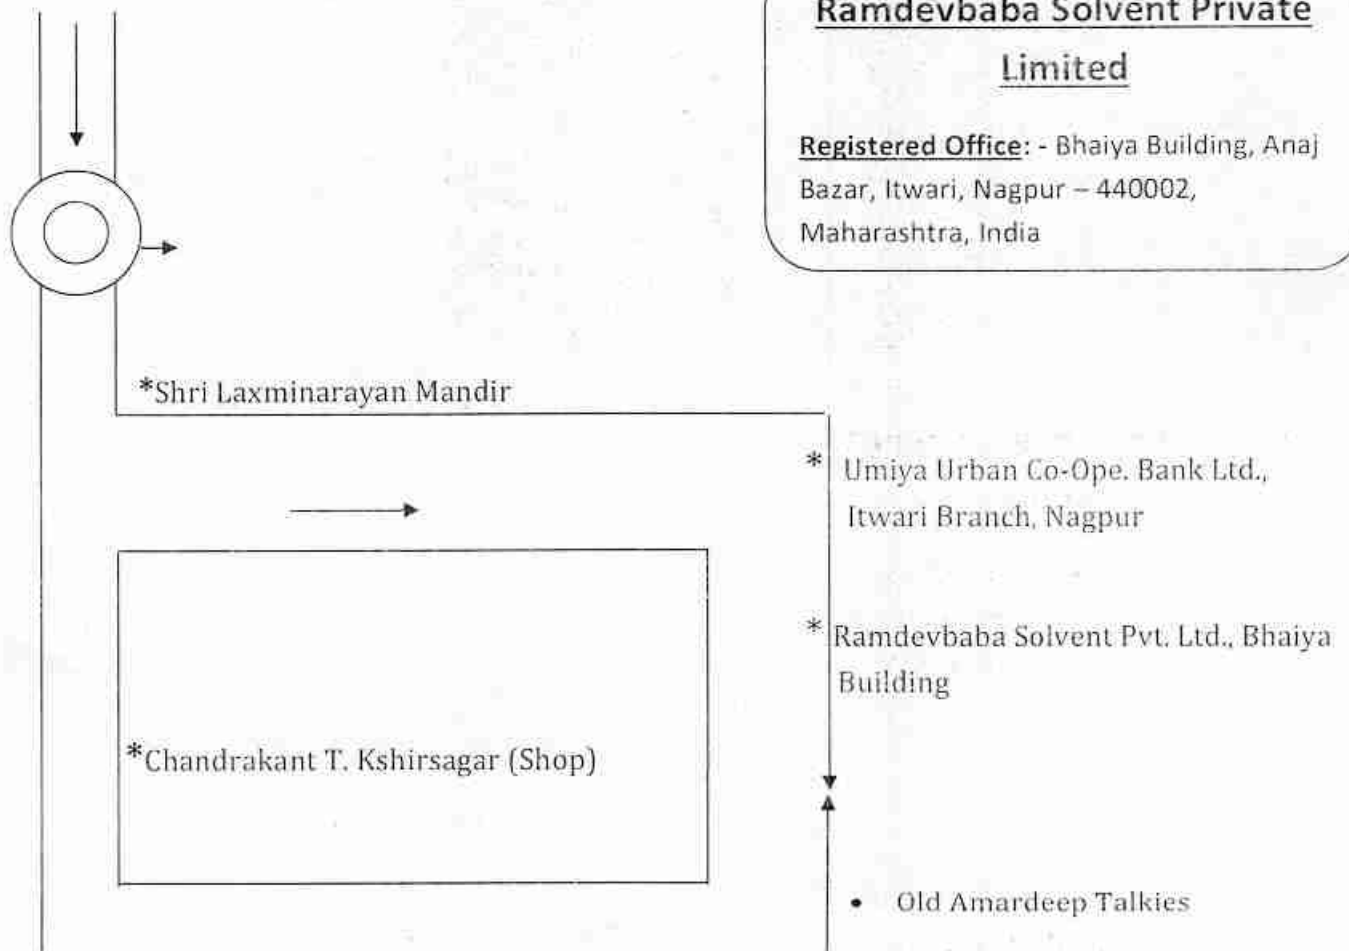 Ramdevbaba Solvent Private
Limited
Registered Office: - Bhaiya Building, Anaj
Bazar, Itwari, Nagpur – 440002,
Maharashtra, India
*Shri Laxminarayan Mandir
* Umiya Urban Co-Ope. Bank Ltd.,
Itwari Branch, Nagpur
* Ramdevbaba Solvent Pvt. Ltd., Bhaiya
Building
*Chandrakant T. Kshirsagar (Shop)
• Old Amardeep Talkies